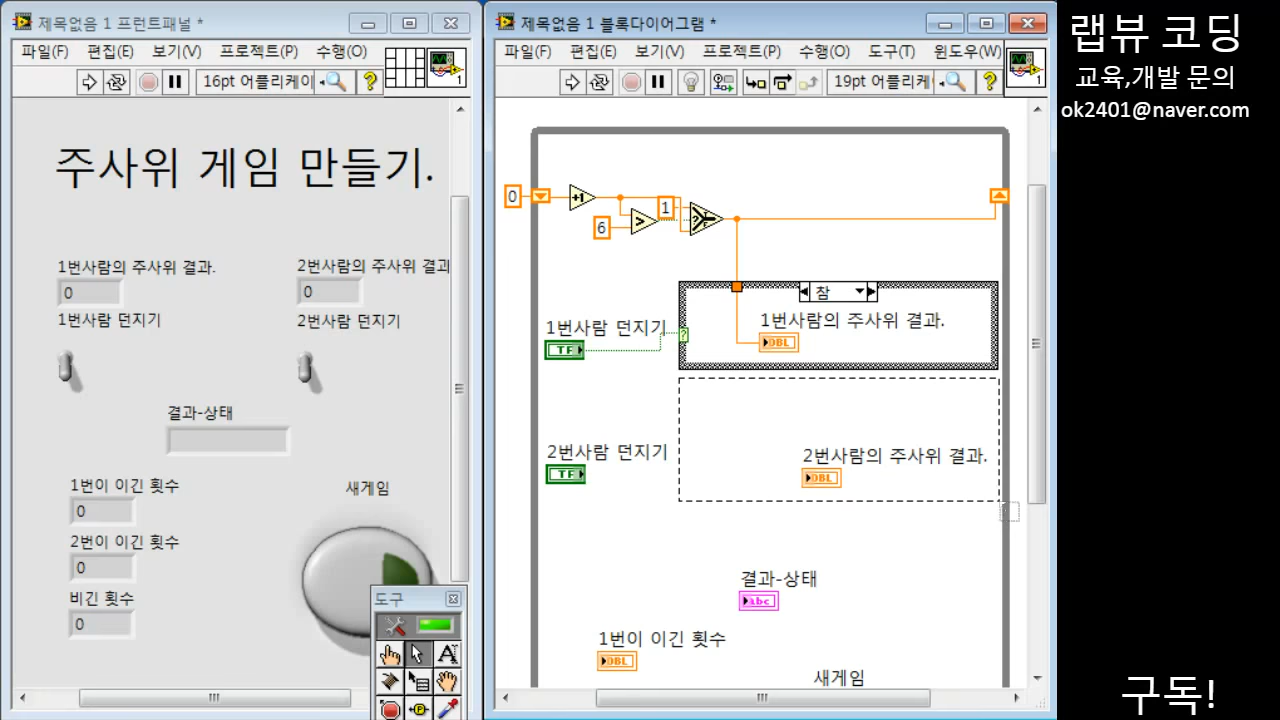 제목없음 1 프런트패널 *
파일(F) 편집(E) 보기(V) 프로젝트(P) 수행(O)
16pt 어플리케이
1
주사위 게임 만들기.
1번사람의 주사위 결과.
0
1번사람 던지기
2번사람의 주사위 결과
0
2번사람 던지기
결과-상태
1번이 이긴 횟수
0
2번이 이긴 횟수
0
비긴 횟수
0
새게임
도구
제목없음 1 블록다이어그램 *
파일(F) 편집(E) 보기(V) 프로젝트(P) 수행(O) 도구(T) 윈도우(W)
19pt 어플리케
1
0
+1
6
>
1
?
T
F
참
1번사람 던지기
TF
?
1번사람의 주사위 결과.
DBL
2번사람 던지기
TF
2번사람의 주사위 결과.
DBL
결과-상태
abc
1번이 이긴 횟수
DBL
새게임
랩뷰 코딩
교육,개발 문의
ok2401@naver.com
구독!